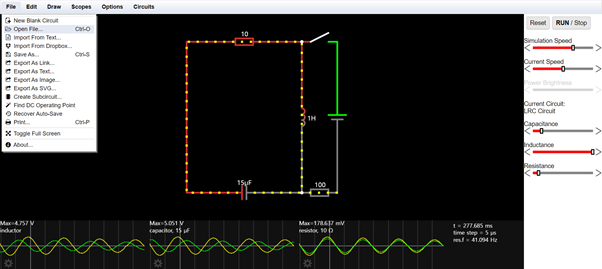 File Edit Draw Scopes Options Circuits
New Blank Circuit
Open File... Ctrl-O
Import From Text...
Import From Dropbox...
Save As... Ctrl-S
Export As Link...
Export As Text...
Export As Image...
Export As SVG...
Create Subcircuit...
Find DC Operating Point
Recover Auto-Save
Print... Ctrl-P
Toggle Full Screen
About...
10
1H
15μF
100
Reset RUN / Stop
Simulation Speed
Current Speed
Power Brightness
Current Circuit:
LRC Circuit
Capacitance
Inductance
Resistance
Max=4.757 V
inductor
Max=5.051 V
capacitor, 15 μF
Max=178.637 mV
resistor, 10 Ω
t = 277.685 ms
time step = 5 μs
res.f = 41.094 Hz